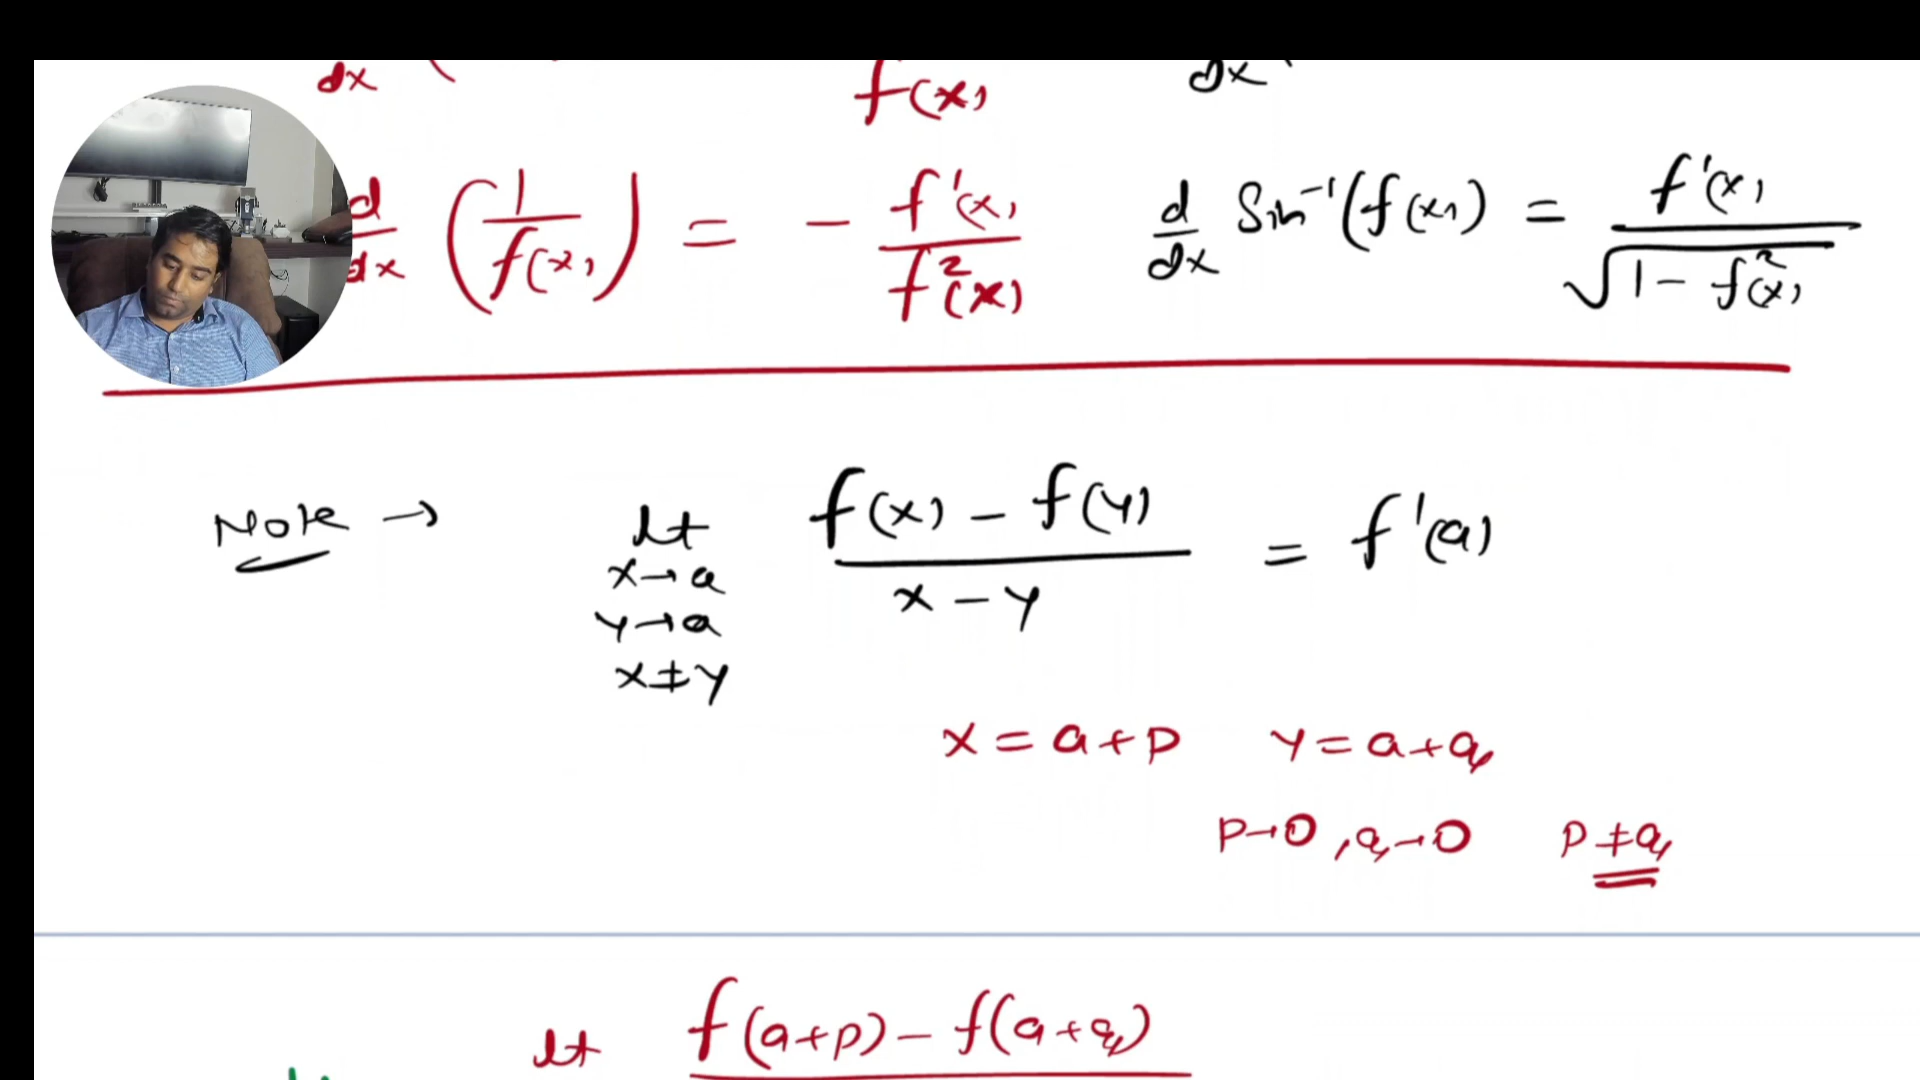 d/dx (1/f(x)) = - f'(x)/f²(x)    d/dx Sin⁻¹(f(x)) = f'(x)/√(1 - f²(x))
Note → lt x→a y→a x≠y (f(x) - f(y))/(x - y) = f'(a)
x = a+p    y = a+q
p→0, q→0    p≠q
lt f(a+p) - f(a+q)